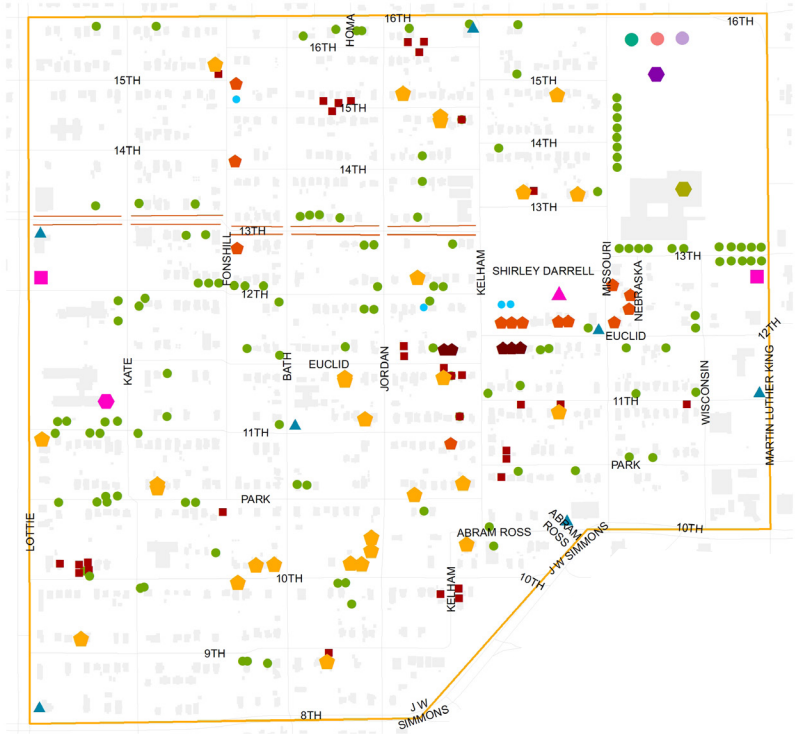 16TH
16TH
HOMA
16TH
15TH
15TH
15TH
14TH
14TH
14TH
13TH
13TH
13TH
FONSHILL
KELHAM
SHIRLEY DARRELL
MISSOURI
NEBRASKA
12TH
12TH
EUCLID
EUCLID
KATE
BATH
JORDAN
11TH
11TH
WISCONSIN
MARTIN LUTHER KING
PARK
PARK
LOTTIE
ABRAM ROSS
ABRAM
ROSS
J W SIMMONS
10TH
10TH
10TH
KELHAM
9TH
8TH
J W
SIMMONS